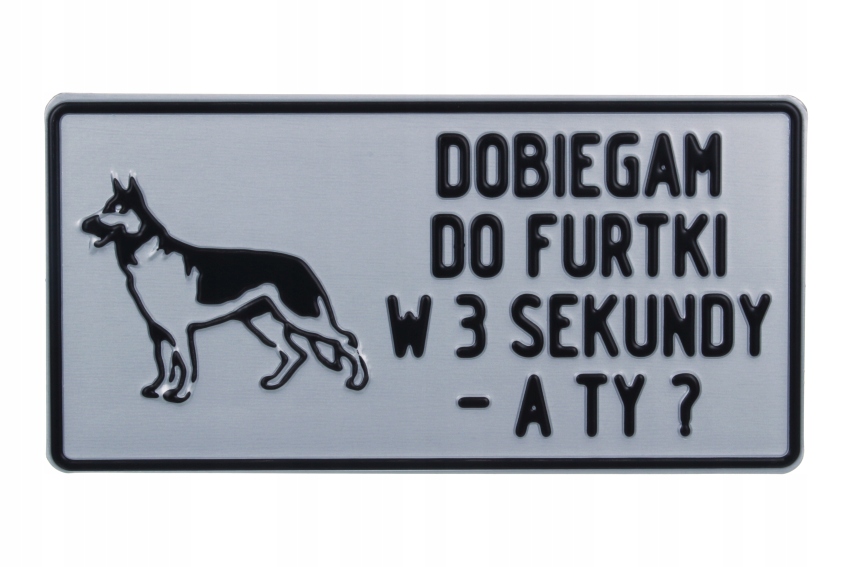 DOBIEGAM
DO FURTKI
W 3 SEKUNDY
- A TY ?